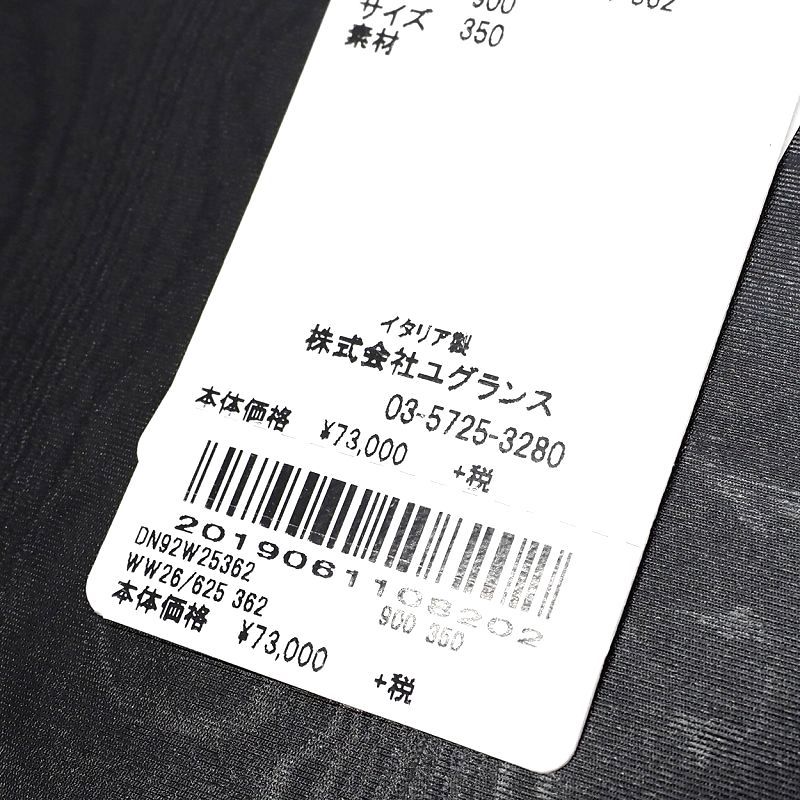 900 362
サイズ 350
素材
イタリア製
株式会社ユグランス
03-5725-3280
本体価格 ¥73,000 +税
2019061108202
DN92W25362
WW26/625 362 900 350
本体価格 ¥73,000 +税